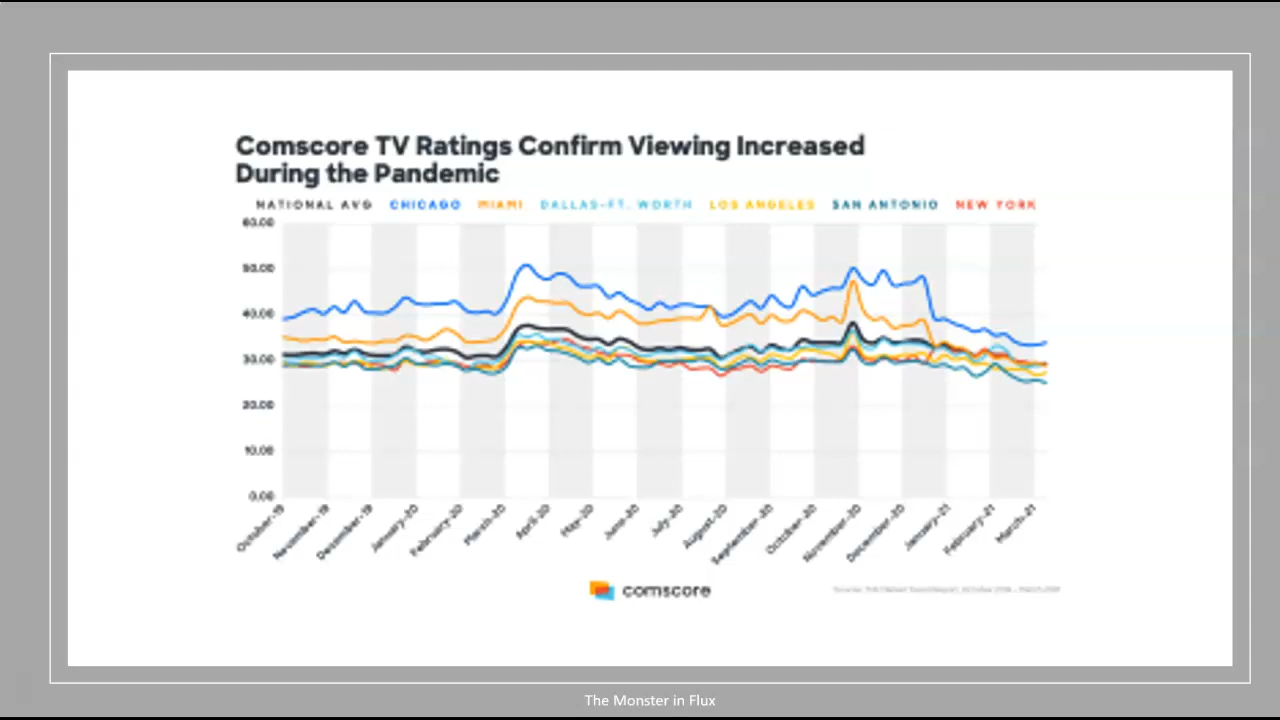 Comscore TV Ratings Confirm Viewing Increased
During the Pandemic
NATIONAL AVG CHICAGO MIAMI DALLAS-FT. WORTH LOS ANGELES SAN ANTONIO NEW YORK
60.00
50.00
40.00
30.00
20.00
10.00
0.00
October-19 November-19 December-19 January-20 February-20 March-20 April-20 May-20 June-20 July-20 August-20 September-20 October-20 November-20 December-20 January-21 February-21 March-21
comscore
The Monster in Flux